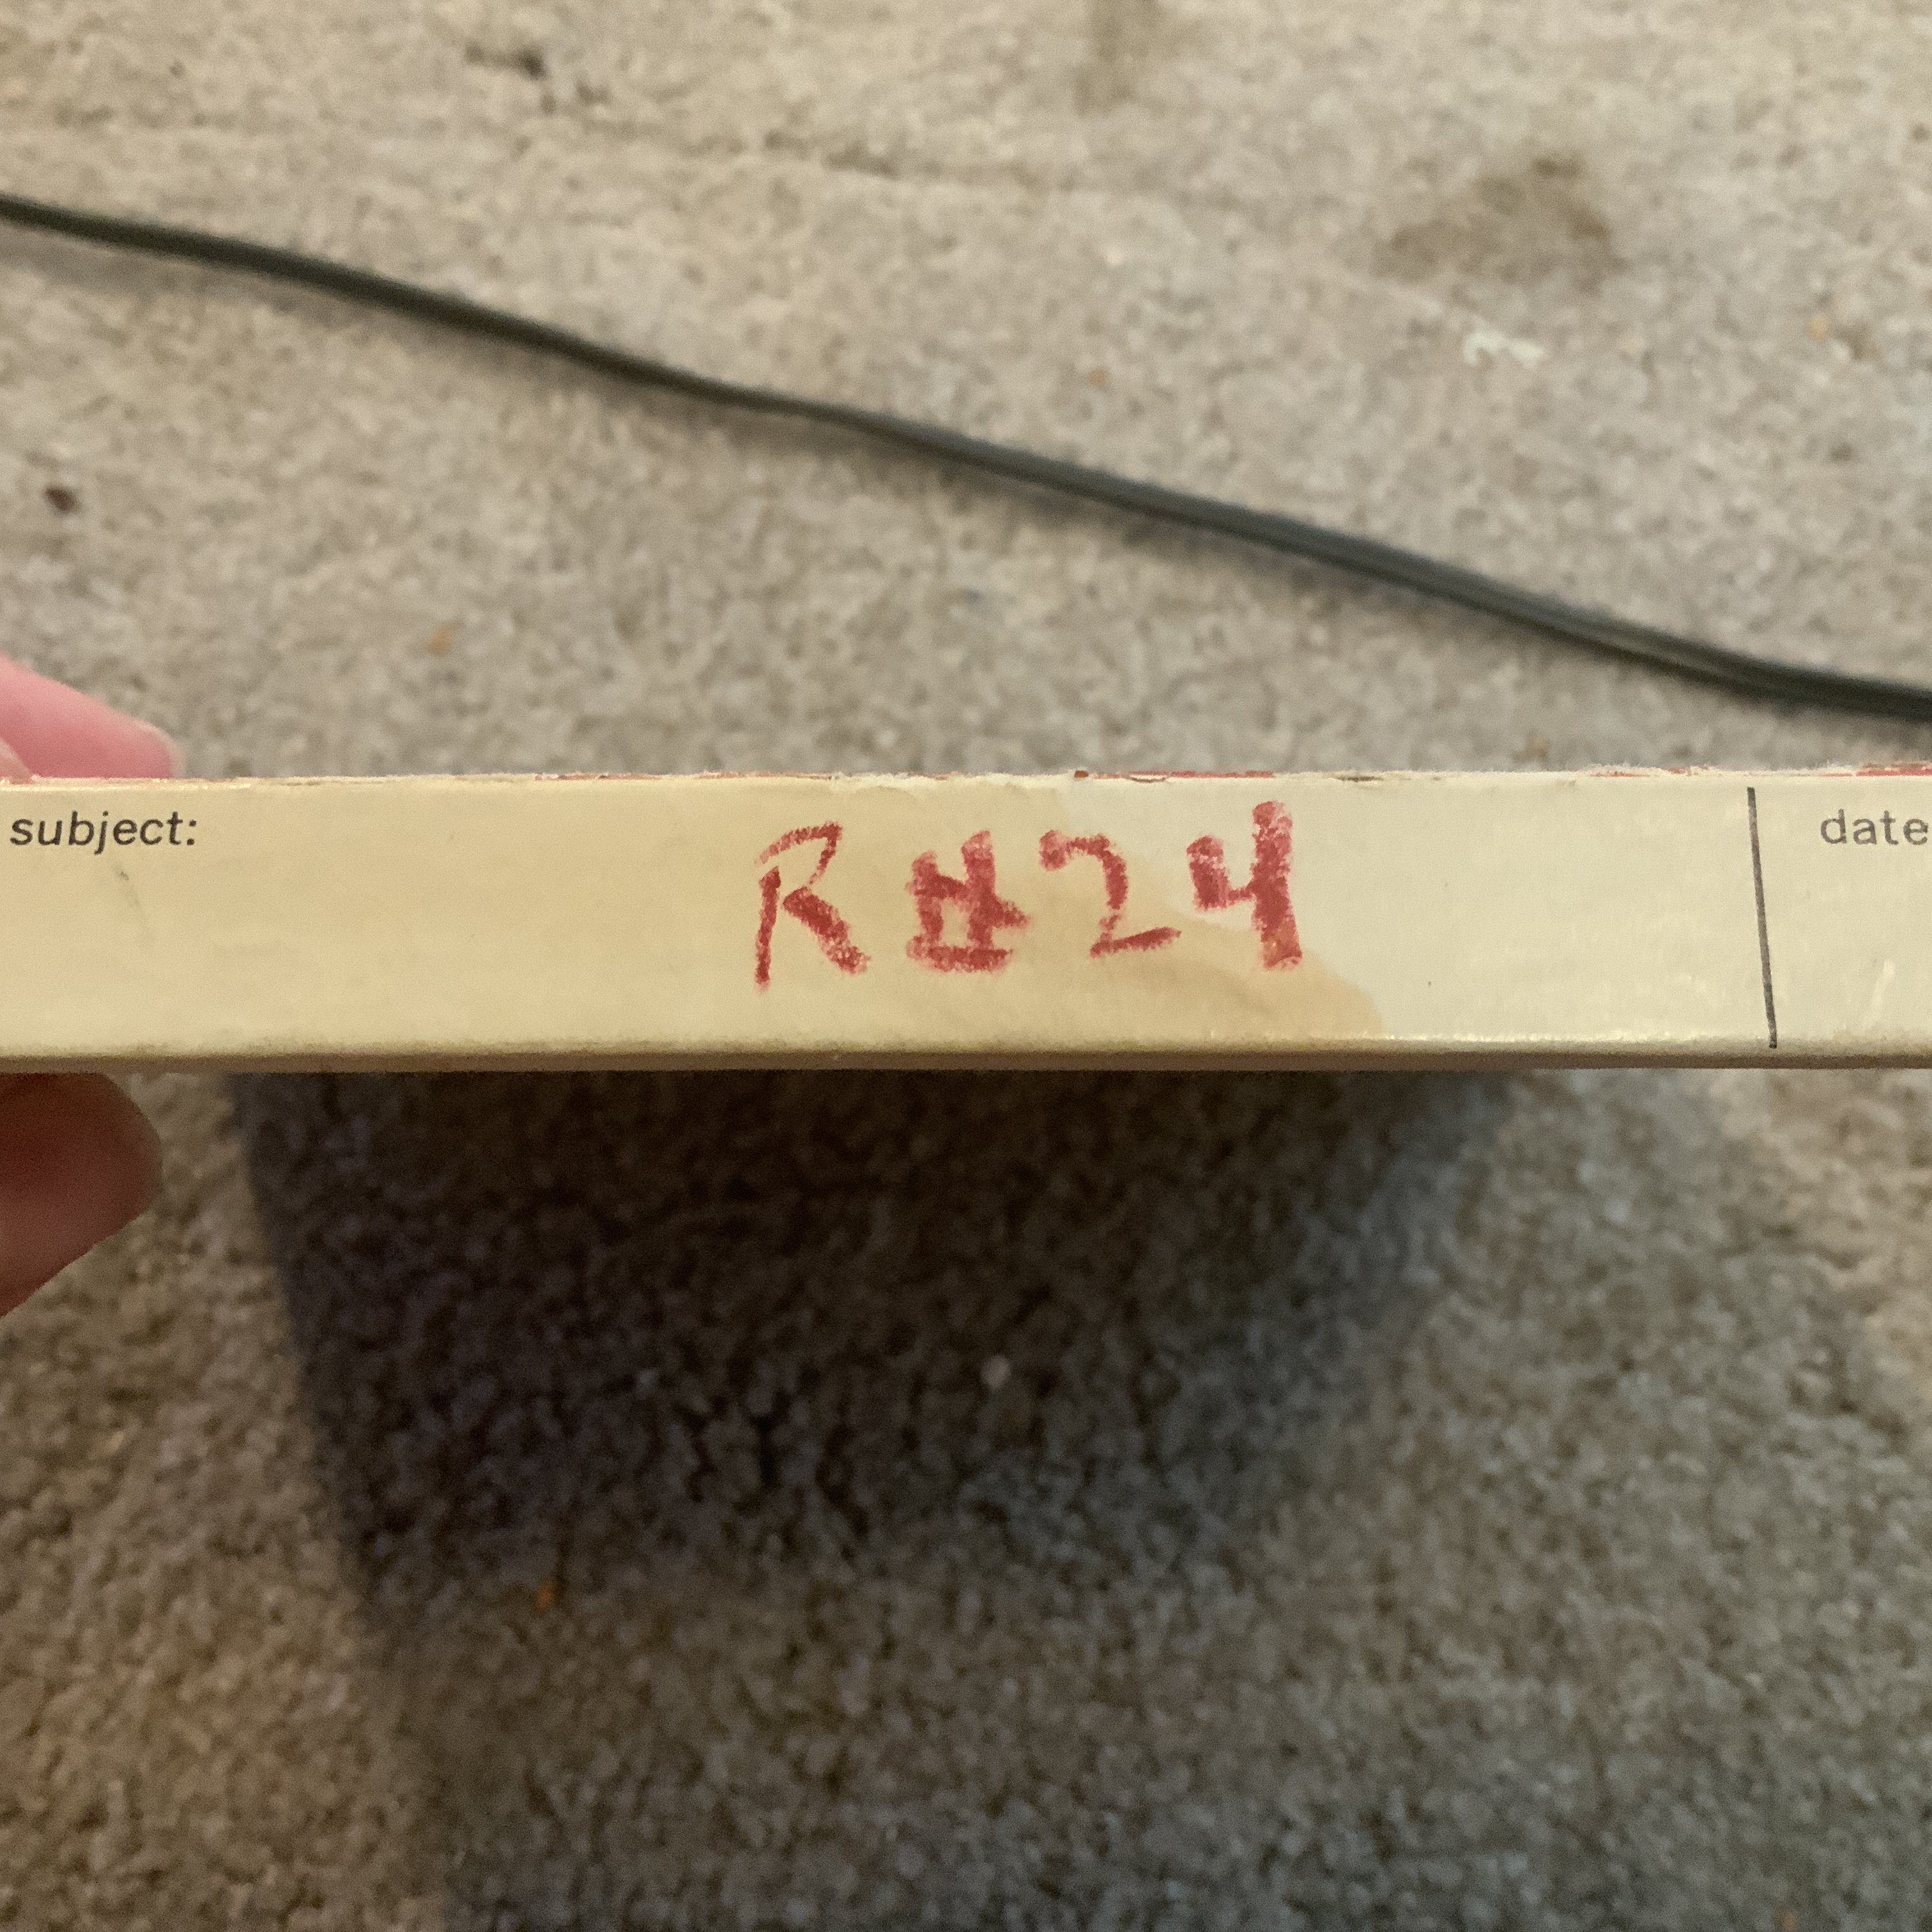 subject:
R #24
date